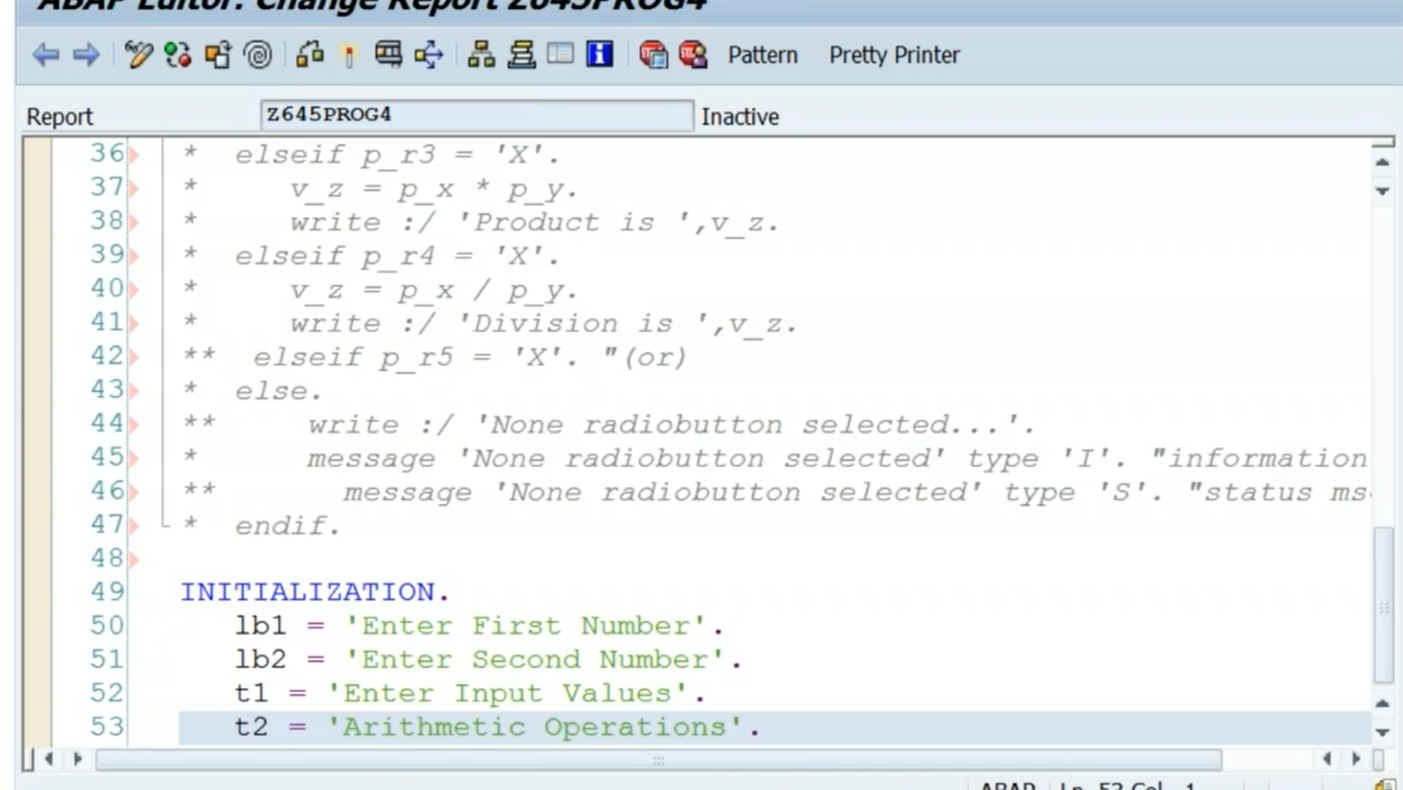 ABAP Editor: Change Report Z645PROG4
Pattern Pretty Printer
Report Z645PROG4 Inactive
36 * elseif p_r3 = 'X'.
37 * v_z = p_x * p_y.
38 * write :/ 'Product is ',v_z.
39 * elseif p_r4 = 'X'.
40 * v_z = p_x / p_y.
41 * write :/ 'Division is ',v_z.
42 ** elseif p_r5 = 'X'. "(or)
43 * else.
44 ** write :/ 'None radiobutton selected...'.
45 * message 'None radiobutton selected' type 'I'. "information
46 ** message 'None radiobutton selected' type 'S'. "status ms
47 * endif.
48
49 INITIALIZATION.
50 lb1 = 'Enter First Number'.
51 lb2 = 'Enter Second Number'.
52 t1 = 'Enter Input Values'.
53 t2 = 'Arithmetic Operations'.
ABAP Ln 53 Col 1